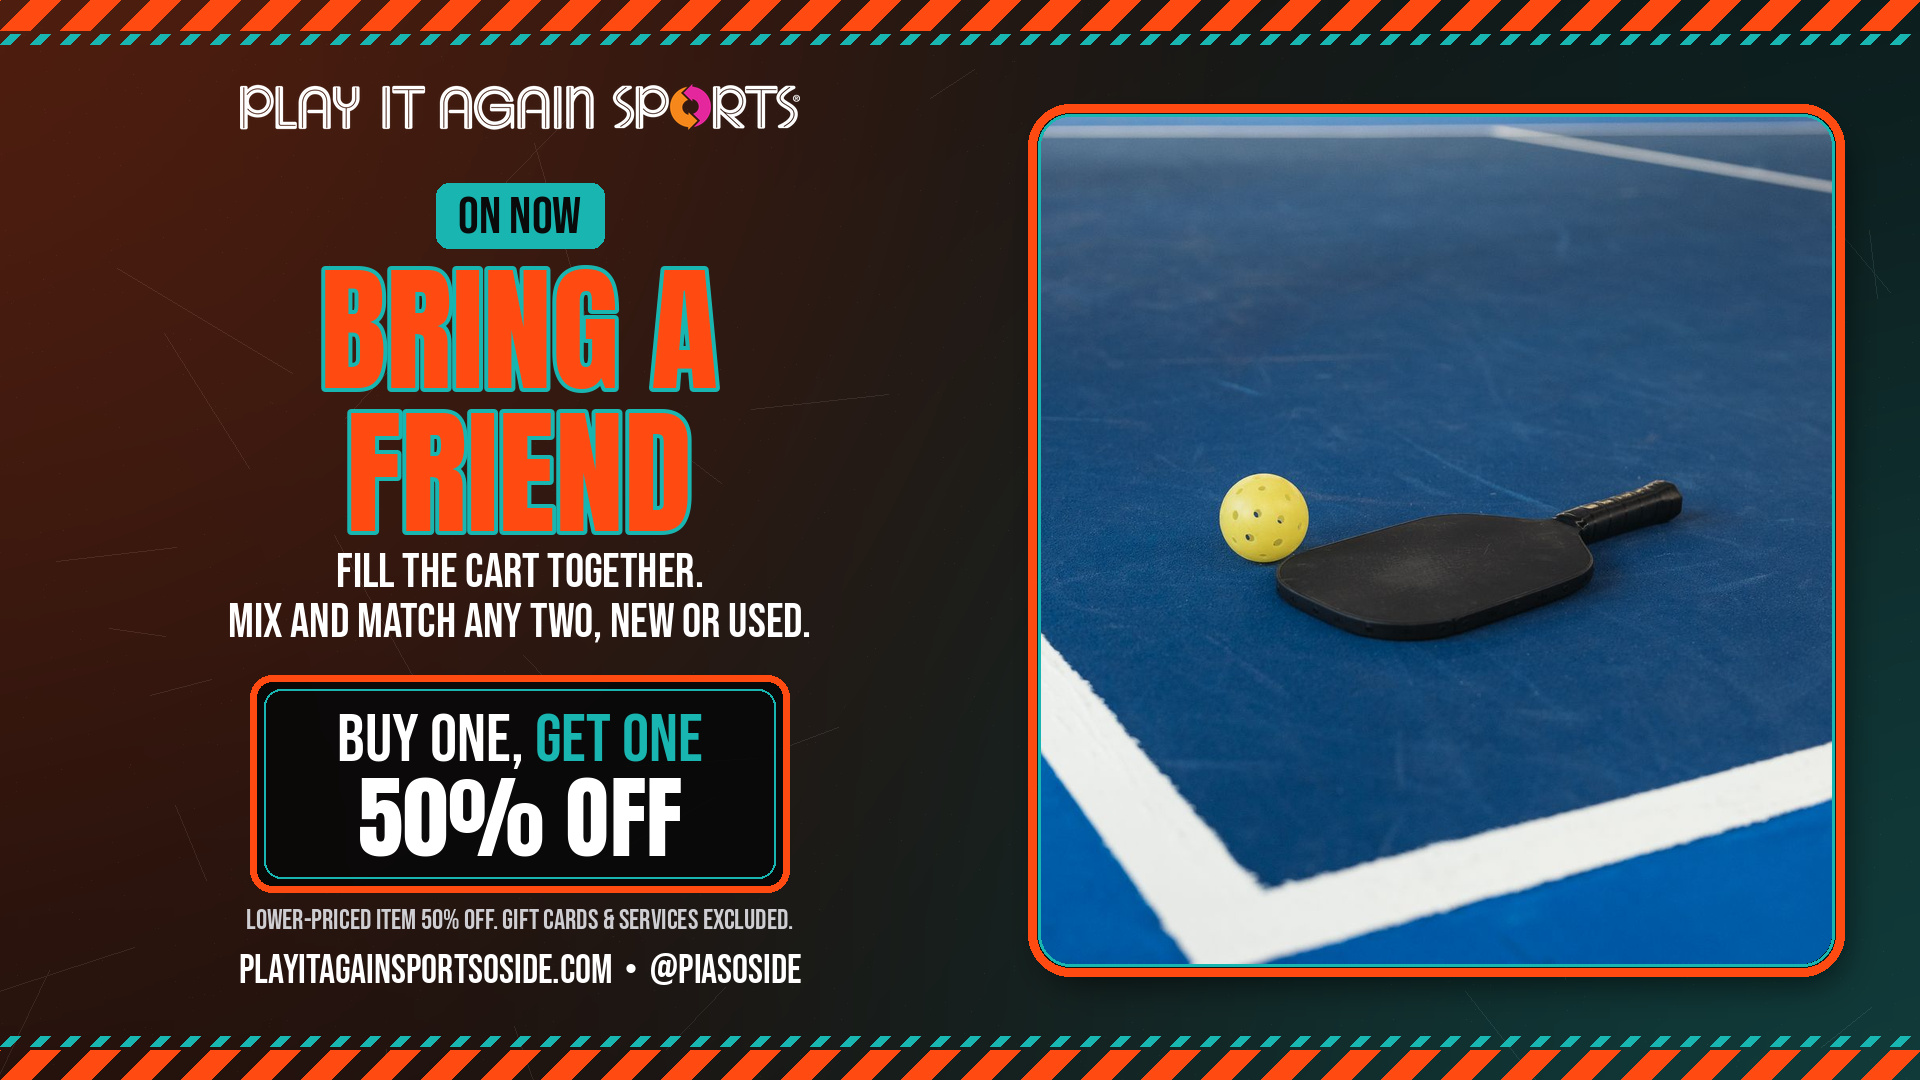 PLAY IT AGAIN SPORTS®
ON NOW
BRING A
FRIEND
FILL THE CART TOGETHER.
MIX AND MATCH ANY TWO, NEW OR USED.
BUY ONE, GET ONE
50% OFF
LOWER-PRICED ITEM 50% OFF. GIFT CARDS & SERVICES EXCLUDED.
PLAYITAGAINSPORTSOSIDE.COM • @PIASOSIDE